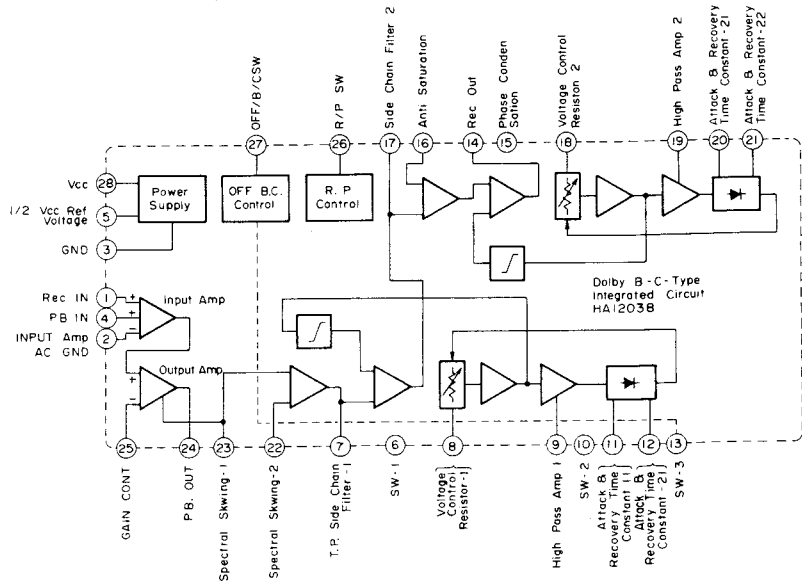 OFF/B/CSW
R/P SW
Side Chain Filter 2
Anti Saturation
Rec Out
Phase Conden
Sation
Voltage Control
Resiston 2
High Pass Amp 2
Attack & Recovery
Time Constant-21
Attack & Recovery
Time Constant-22
27
26
17
16
14
15
18
19
20
21
Vcc
28
1/2 Vcc Ref
Voltage
5
GND
3
Power
Supply
OFF B.C.
Control
R. P
Control
Rec IN
1
PB IN
4
INPUT Amp
AC GND
2
+
+
−
Input Amp
Output Amp
+
−
Dolby B-C-Type
Integrated Circuit
HA12038
25
24
23
22
7
6
8
9
10
11
12
13
GAIN CONT
PB. OUT
Spectral Skwing-1
Spectral Skwing-2
T.P. Side Chain
Filter-1
SW-1
Voltage
Control
Resistor-1
High Pass Amp 1
SW-2
Attack &
Recovery Time
Constant 11
Attack &
Recovery Time
Constant-21
SW-3